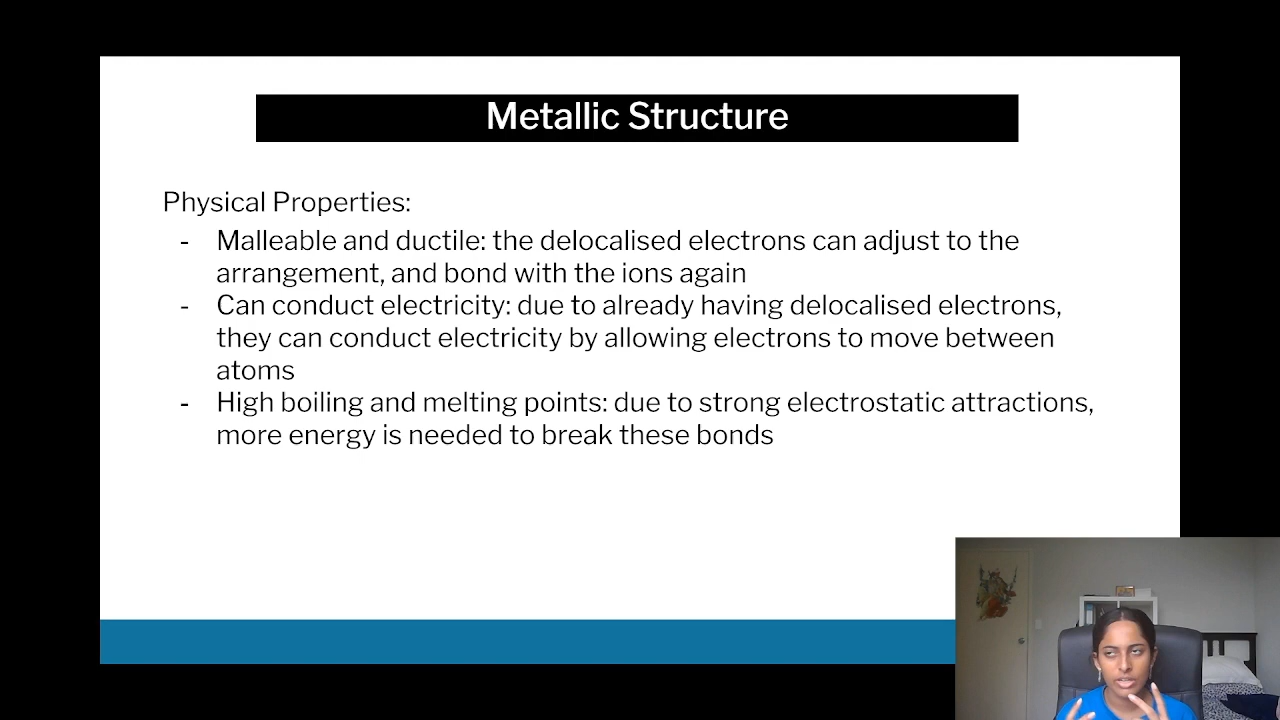 Metallic Structure
Physical Properties:
- Malleable and ductile: the delocalised electrons can adjust to the
arrangement, and bond with the ions again
- Can conduct electricity: due to already having delocalised electrons,
they can conduct electricity by allowing electrons to move between
atoms
- High boiling and melting points: due to strong electrostatic attractions,
more energy is needed to break these bonds